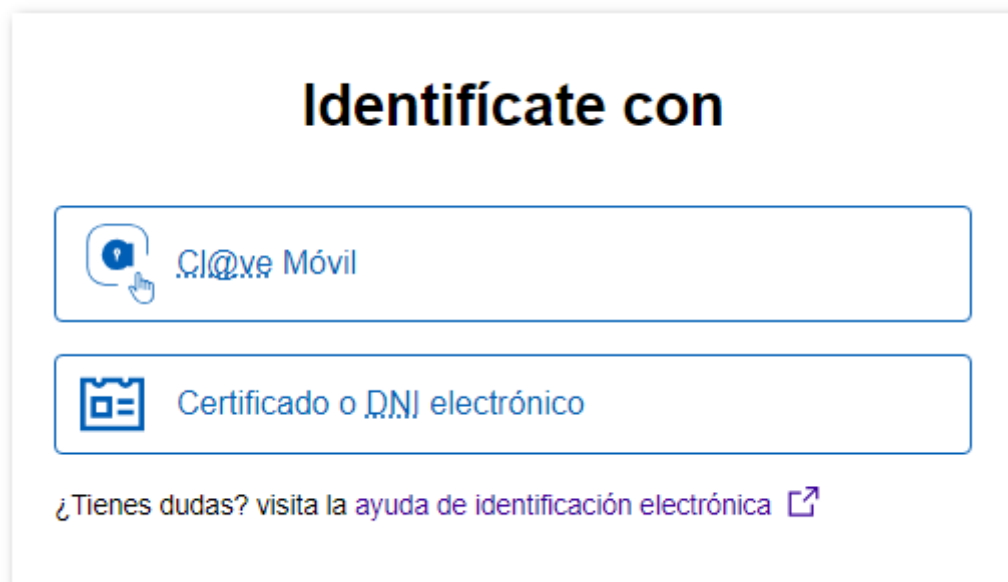 Identifícate con
Cl@ve Móvil
Certificado o DNI electrónico
¿Tienes dudas? visita la ayuda de identificación electrónica